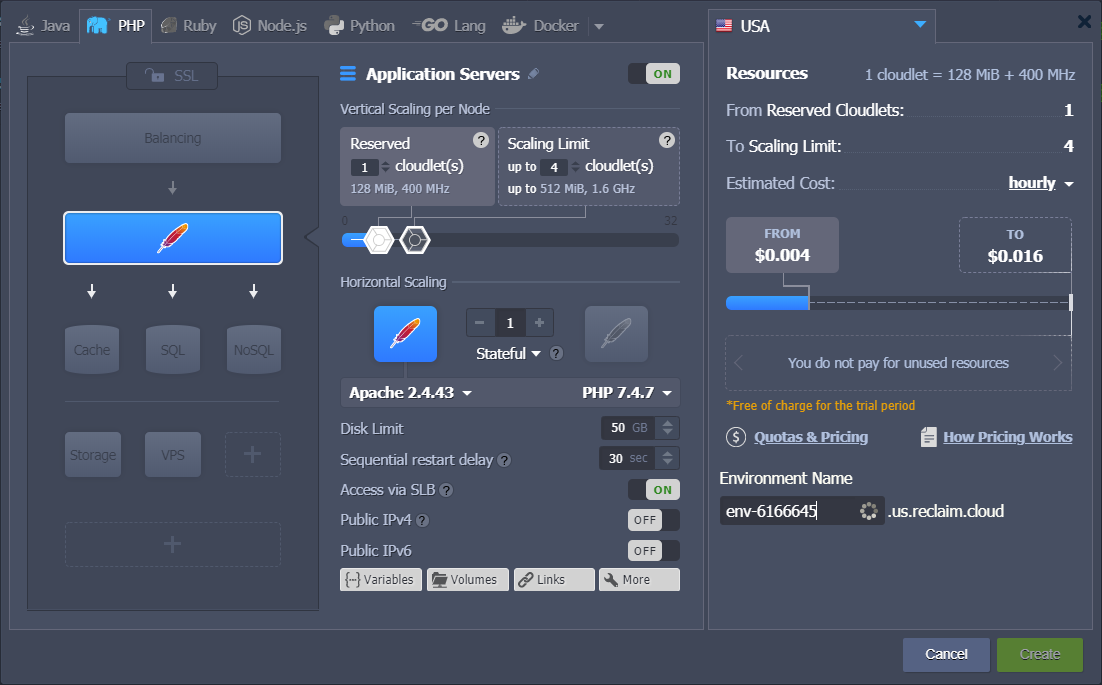 Java PHP Ruby Node.js Python GO Lang Docker
SSL
Balancing
Cache SQL NoSQL
Storage VPS
Application Servers ON
Vertical Scaling per Node
Reserved ?
1 cloudlet(s)
128 MiB, 400 MHz
Scaling Limit ?
up to 4 cloudlet(s)
up to 512 MiB, 1.6 GHz
0 32
Horizontal Scaling
− 1 +
Stateful ?
Apache 2.4.43 PHP 7.4.7
Disk Limit 50 GB
Sequential restart delay ? 30 sec
Access via SLB ? ON
Public IPv4 ? OFF
Public IPv6 OFF
Variables Volumes Links More
USA
Resources 1 cloudlet = 128 MiB + 400 MHz
From Reserved Cloudlets: 1
To Scaling Limit: 4
Estimated Cost: hourly
FROM
$0.004
TO
$0.016
You do not pay for unused resources
*Free of charge for the trial period
$ Quotas & Pricing How Pricing Works
Environment Name
env-6166645 .us.reclaim.cloud
Cancel Create